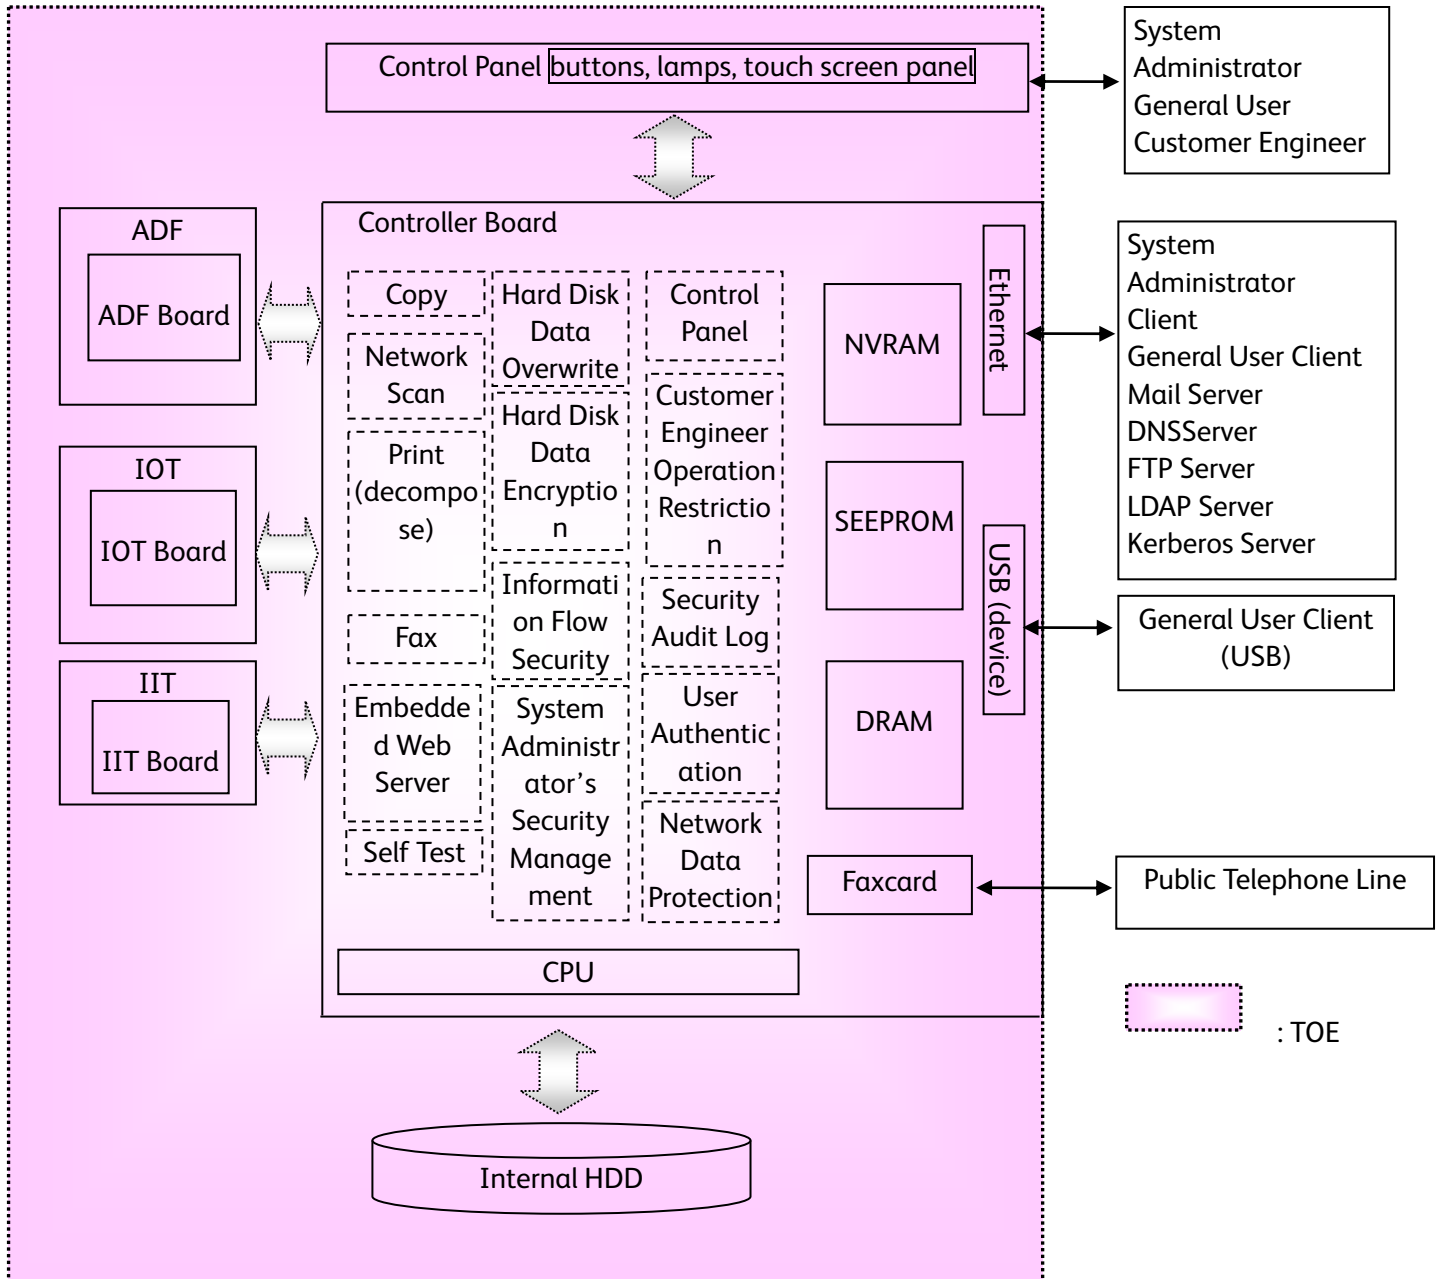 Control Panel buttons, lamps, touch screen panel
System
Administrator
General User
Customer Engineer
ADF
ADF Board
IOT
IOT Board
IIT
IIT Board
Controller Board
Copy
Network
Scan
Print
(decompo
se)
Fax
Embedde
d Web
Server
Self Test
Hard Disk
Data
Overwrite
Hard Disk
Data
Encryptio
n
Informati
on Flow
Security
System
Administr
ator’s
Security
Manage
ment
Control
Panel
Customer
Engineer
Operation
Restrictio
n
Security
Audit Log
User
Authentic
ation
Network
Data
Protection
NVRAM
SEEPROM
DRAM
Faxcard
Ethernet
USB (device)
CPU
Internal HDD
System
Administrator
Client
General User Client
Mail Server
DNSServer
FTP Server
LDAP Server
Kerberos Server
General User Client
(USB)
Public Telephone Line
: TOE